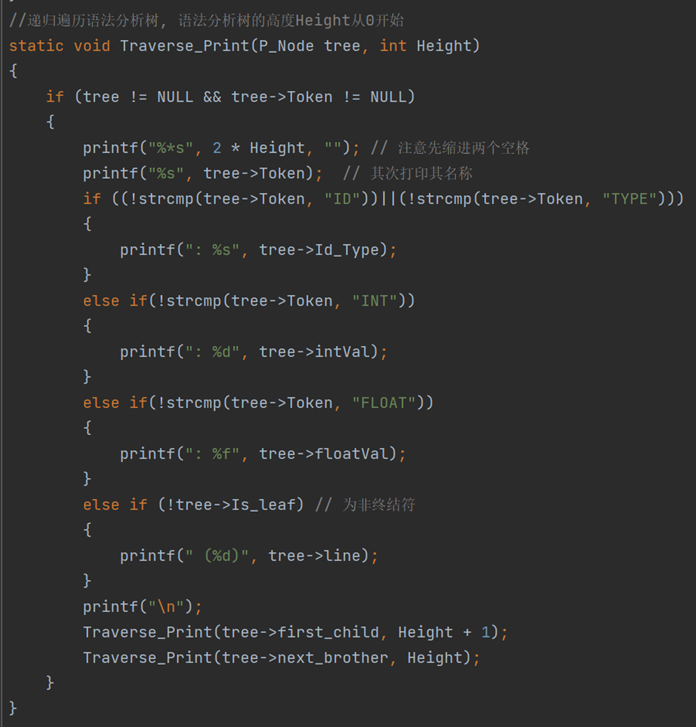 //递归遍历语法分析树, 语法分析树的高度Height从0开始
static void Traverse_Print(P_Node tree, int Height)
{
    if (tree != NULL && tree->Token != NULL)
    {
        printf("%*s", 2 * Height, ""); // 注意先缩进两个空格
        printf("%s", tree->Token);  // 其次打印其名称
        if ((!strcmp(tree->Token, "ID"))||(!strcmp(tree->Token, "TYPE")))
        {
            printf(": %s", tree->Id_Type);
        }
        else if(!strcmp(tree->Token, "INT"))
        {
            printf(": %d", tree->intVal);
        }
        else if(!strcmp(tree->Token, "FLOAT"))
        {
            printf(": %f", tree->floatVal);
        }
        else if (!tree->Is_leaf) // 为非终结符
        {
            printf(" (%d)", tree->line);
        }
        printf("\n");
        Traverse_Print(tree->first_child, Height + 1);
        Traverse_Print(tree->next_brother, Height);
    }
}